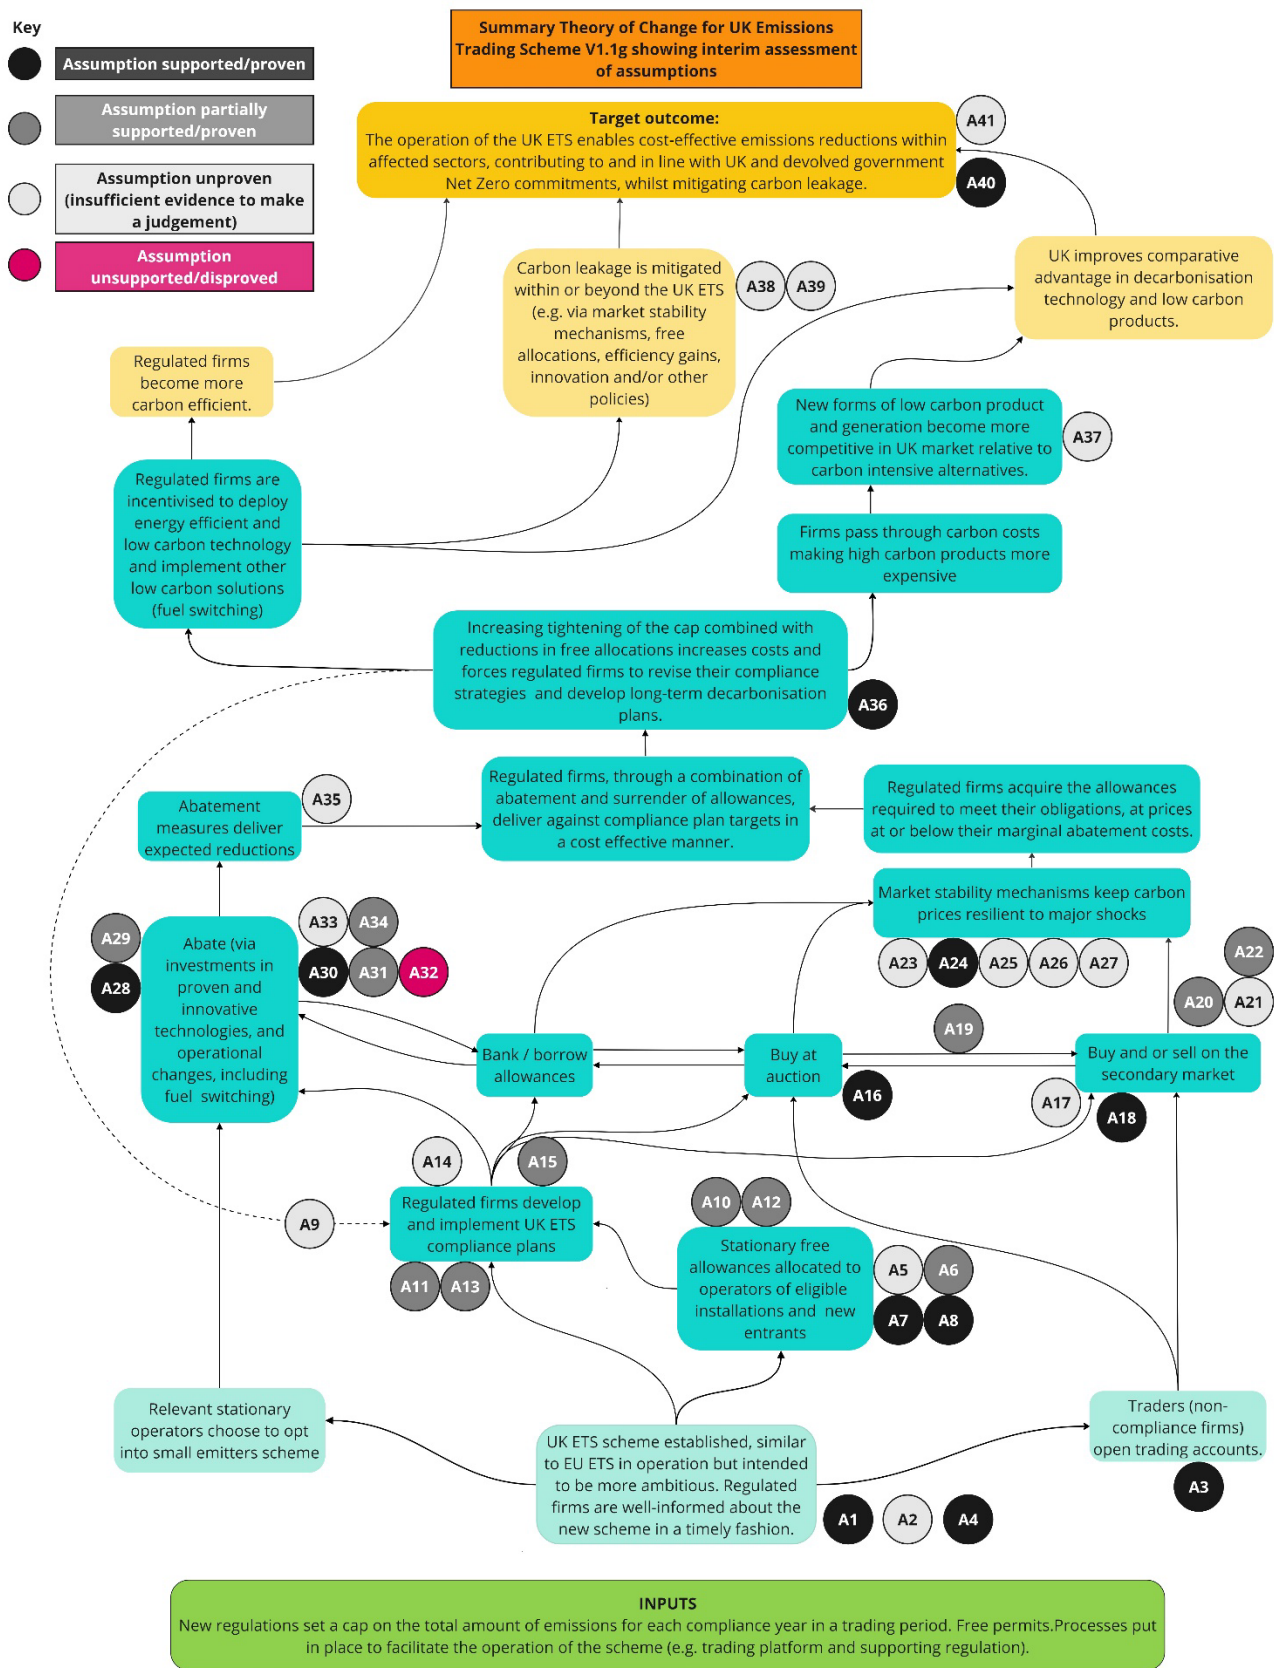 Key
Assumption supported/proven
Assumption partially
supported/proven
Assumption unproven
(insufficient evidence to make
a judgement)
Assumption
unsupported/disproved
Summary Theory of Change for UK Emissions
Trading Scheme V1.1g showing interim assessment
of assumptions
Target outcome:
The operation of the UK ETS enables cost-effective emissions reductions within
affected sectors, contributing to and in line with UK and devolved government
Net Zero commitments, whilst mitigating carbon leakage.
A41
A40
Carbon leakage is mitigated
within or beyond the UK ETS
(e.g. via market stability
mechanisms, free
allocations, efficiency gains,
innovation and/or other
policies)
A38
A39
UK improves comparative
advantage in decarbonisation
technology and low carbon
products.
Regulated firms
become more
carbon efficient.
New forms of low carbon product
and generation become more
competitive in UK market relative to
carbon intensive alternatives.
A37
Regulated firms are
incentivised to deploy
energy efficient and
low carbon technology
and implement other
low carbon solutions
(fuel switching)
Firms pass through carbon costs
making high carbon products more
expensive
Increasing tightening of the cap combined with
reductions in free allocations increases costs and
forces regulated firms to revise their compliance
strategies and develop long-term decarbonisation
plans.
A36
Abatement
measures deliver
expected reductions
A35
Regulated firms, through a combination of
abatement and surrender of allowances,
deliver against compliance plan targets in
a cost effective manner.
Regulated firms acquire the allowances
required to meet their obligations, at prices
at or below their marginal abatement costs.
Market stability mechanisms keep carbon
prices resilient to major shocks
A23
A24
A25
A26
A27
A22
A20
A21
A29
A28
Abate (via
investments in
proven and
innovative
technologies, and
operational
changes, including
fuel switching)
A33
A34
A30
A31
A32
Bank / borrow
allowances
Buy at
auction
A16
A19
Buy and or sell on the
secondary market
A17
A18
A14
A15
Regulated firms develop
and implement UK ETS
compliance plans
A9
A11
A13
A10
A12
Stationary free
allowances allocated to
operators of eligible
installations and new
entrants
A5
A6
A7
A8
Relevant stationary
operators choose to opt
into small emitters scheme
UK ETS scheme established, similar
to EU ETS in operation but intended
to be more ambitious. Regulated
firms are well-informed about the
new scheme in a timely fashion.
A1
A2
A4
Traders (non-
compliance firms)
open trading accounts.
A3
INPUTS
New regulations set a cap on the total amount of emissions for each compliance year in a trading period. Free permits.Processes put
in place to facilitate the operation of the scheme (e.g. trading platform and supporting regulation).